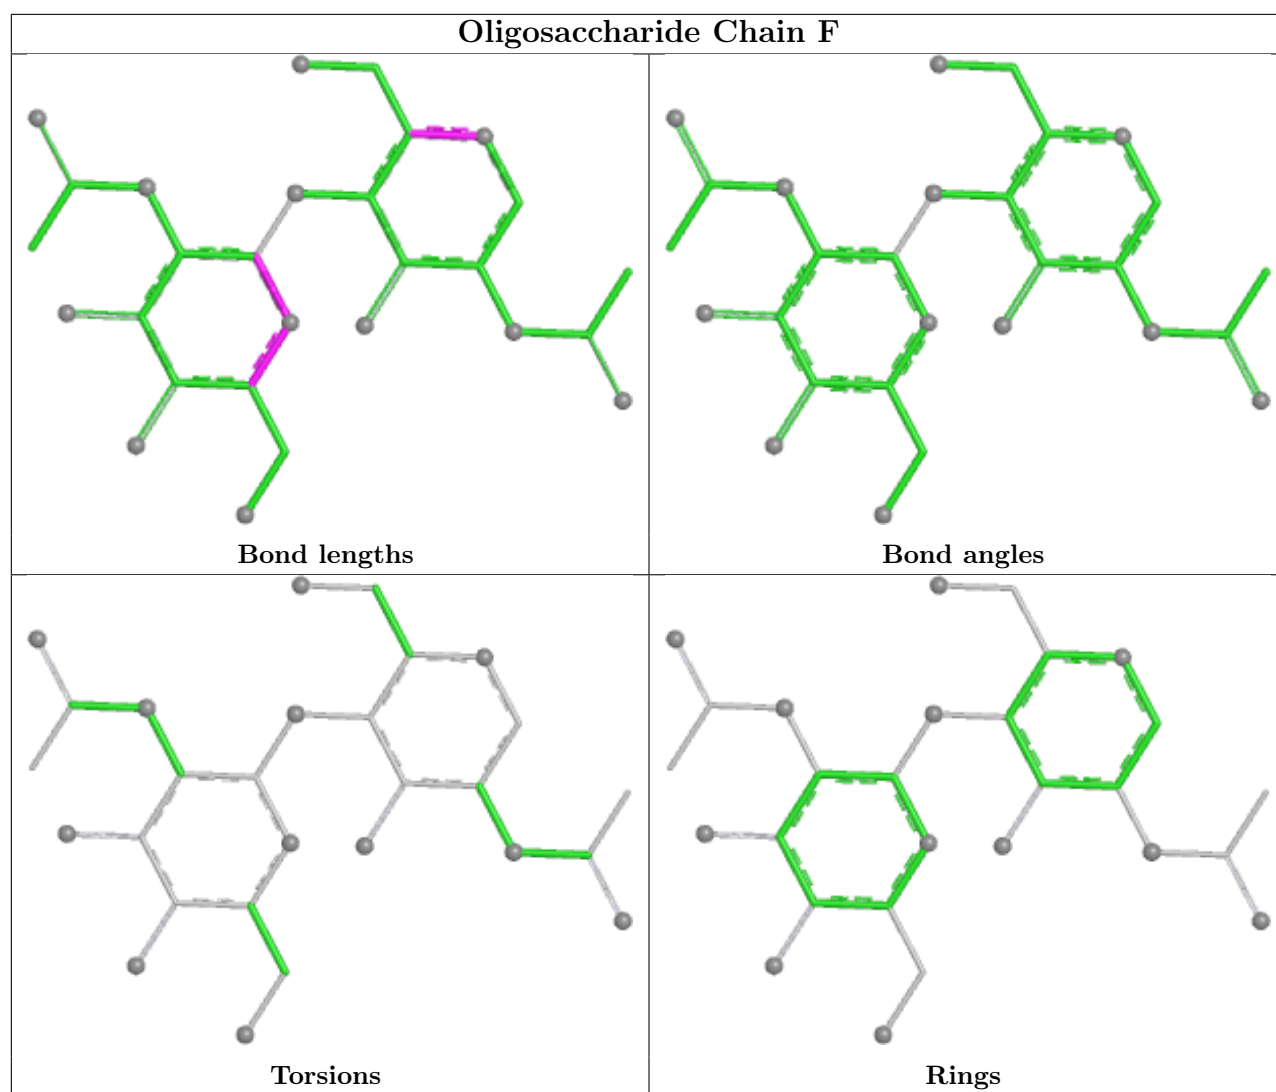 Oligosaccharide Chain F
Bond lengths
Bond angles
Torsions
Rings